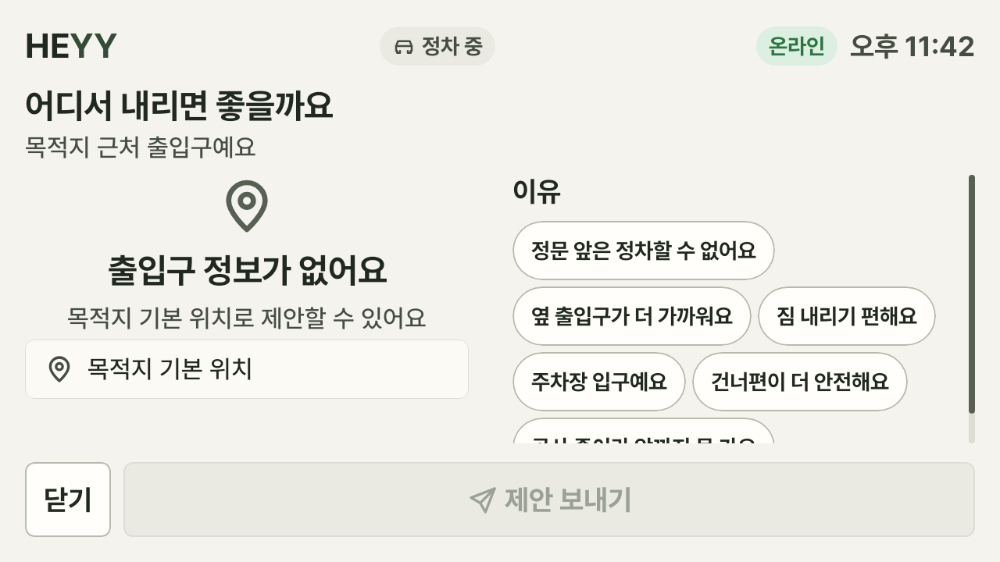 HEYY
정차 중
온라인
오후 11:42
어디서 내리면 좋을까요
목적지 근처 출입구예요
출입구 정보가 없어요
목적지 기본 위치로 제안할 수 있어요
목적지 기본 위치
이유
정문 앞은 정차할 수 없어요
옆 출입구가 더 가까워요
짐 내리기 편해요
주차장 입구예요
건너편이 더 안전해요
닫기
제안 보내기